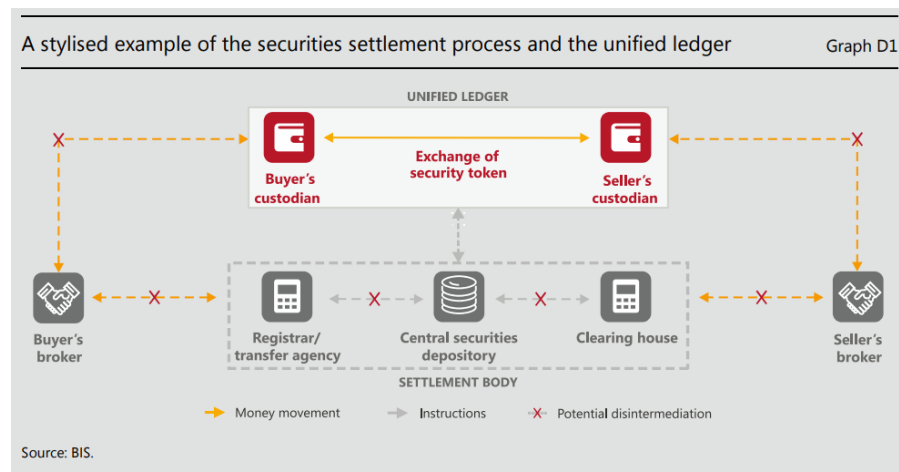 A stylised example of the securities settlement process and the unified ledger
Graph D1
UNIFIED LEDGER
Exchange of
security token
Buyer's
custodian
Seller's
custodian
Buyer's
broker
Registrar/
transfer agency
Central securities
depository
Clearing house
Seller's
broker
SETTLEMENT BODY
Money movement
Instructions
Potential disintermediation
Source: BIS.